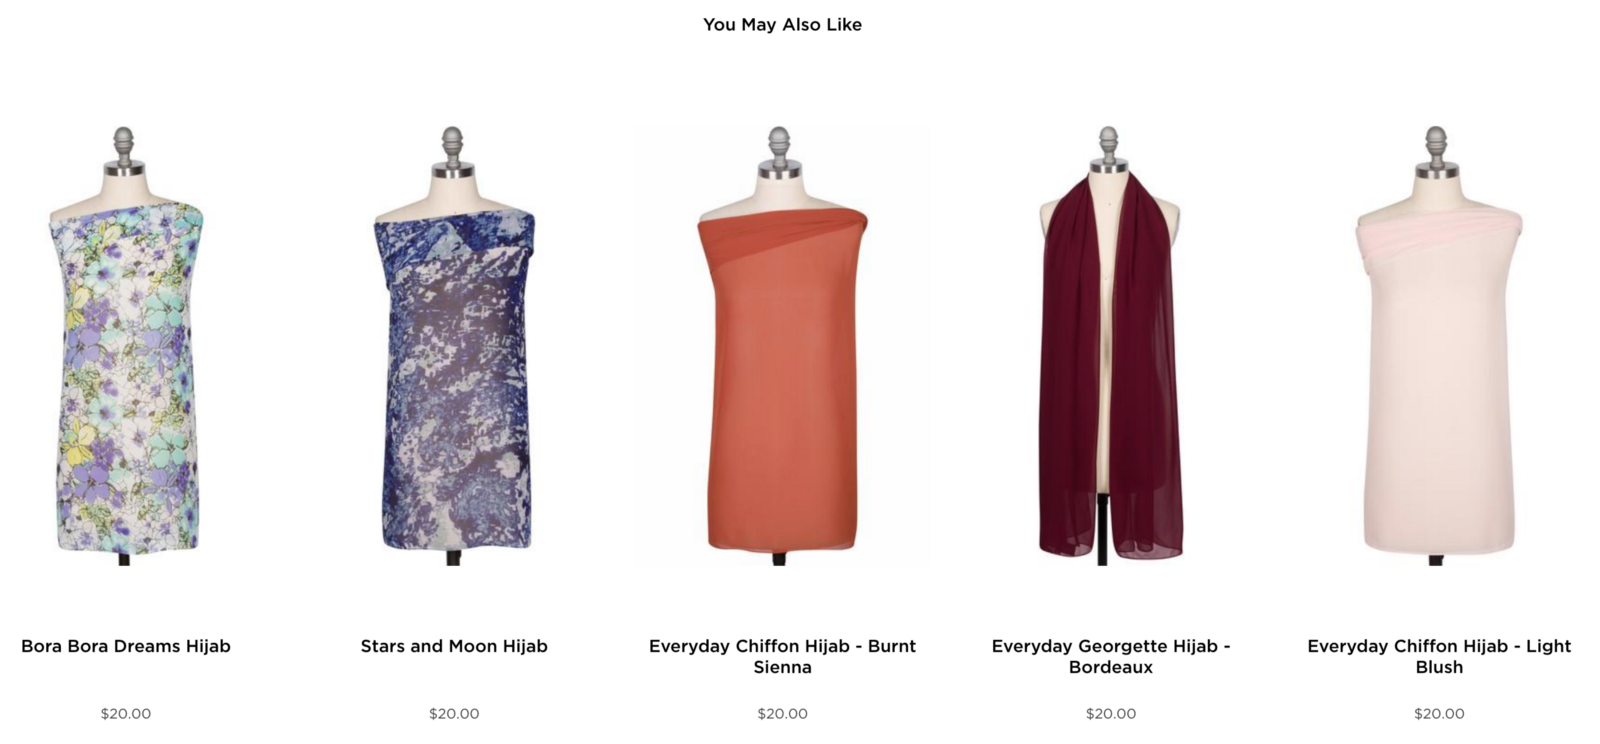 You May Also Like
Bora Bora Dreams Hijab
$20.00
Stars and Moon Hijab
$20.00
Everyday Chiffon Hijab - Burnt
Sienna
$20.00
Everyday Georgette Hijab -
Bordeaux
$20.00
Everyday Chiffon Hijab - Light
Blush
$20.00